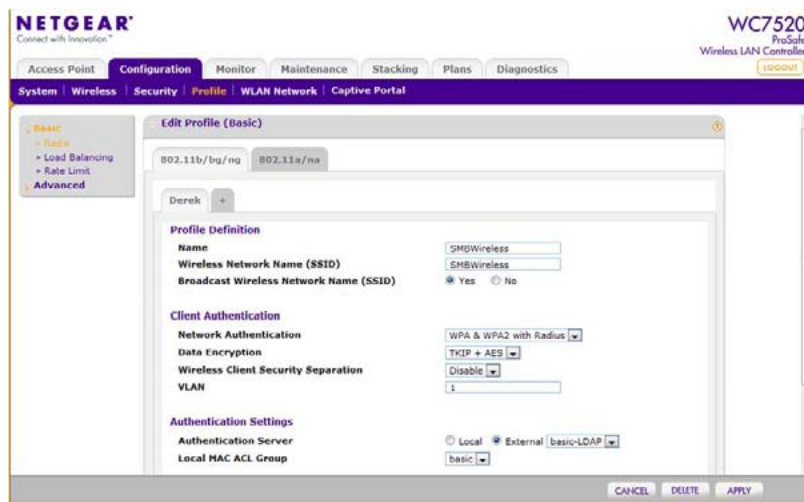 NETGEAR®
Connect with Innovation™
WC7520
ProSafe
Wireless LAN Controller
LOGOUT
Access Point Configuration Monitor Maintenance Stacking Plans Diagnostics
System Wireless Security Profile WLAN Network Captive Portal
Basic
» Radio
» Load Balancing
» Rate Limit
Advanced
Edit Profile (Basic)
802.11b/bg/ng 802.11a/na
Derek +
Profile Definition
Name SMBWireless
Wireless Network Name (SSID) SMBWireless
Broadcast Wireless Network Name (SSID) Yes No
Client Authentication
Network Authentication WPA & WPA2 with Radius
Data Encryption TKIP + AES
Wireless Client Security Separation Disable
VLAN 1
Authentication Settings
Authentication Server Local External basic-LDAP
Local MAC ACL Group basic
CANCEL DELETE APPLY